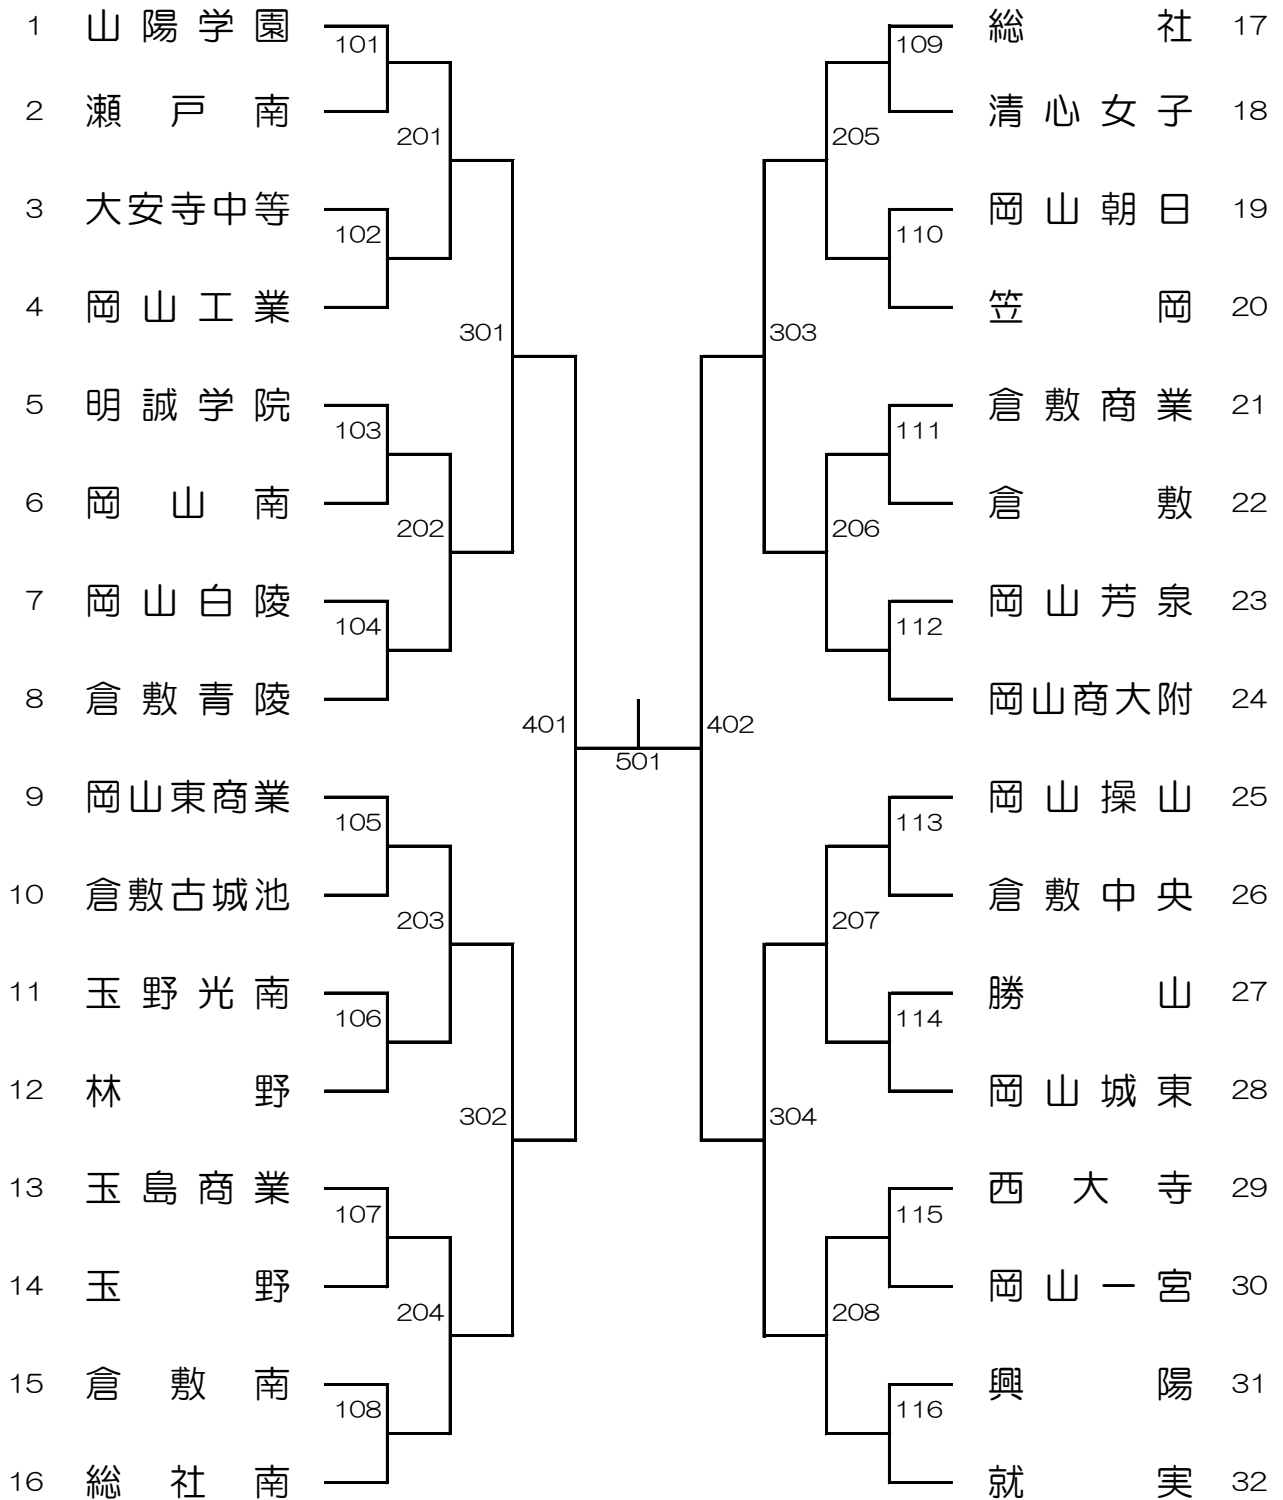 1 山陽学園
2 瀬戸南
3 大安寺中等
4 岡山工業
5 明誠学院
6 岡山南
7 岡山白陵
8 倉敷青陵
9 岡山東商業
10 倉敷古城池
11 玉野光南
12 林野
13 玉島商業
14 玉野
15 倉敷南
16 総社南
101
102
103
104
105
106
107
108
201
202
203
204
301
302
401
501
402
303
304
205
206
207
208
109
110
111
112
113
114
115
116
総社 17
清心女子 18
岡山朝日 19
笠岡 20
倉敷商業 21
倉敷 22
岡山芳泉 23
岡山商大附 24
岡山操山 25
倉敷中央 26
勝山 27
岡山城東 28
西大寺 29
岡山一宮 30
興陽 31
就実 32